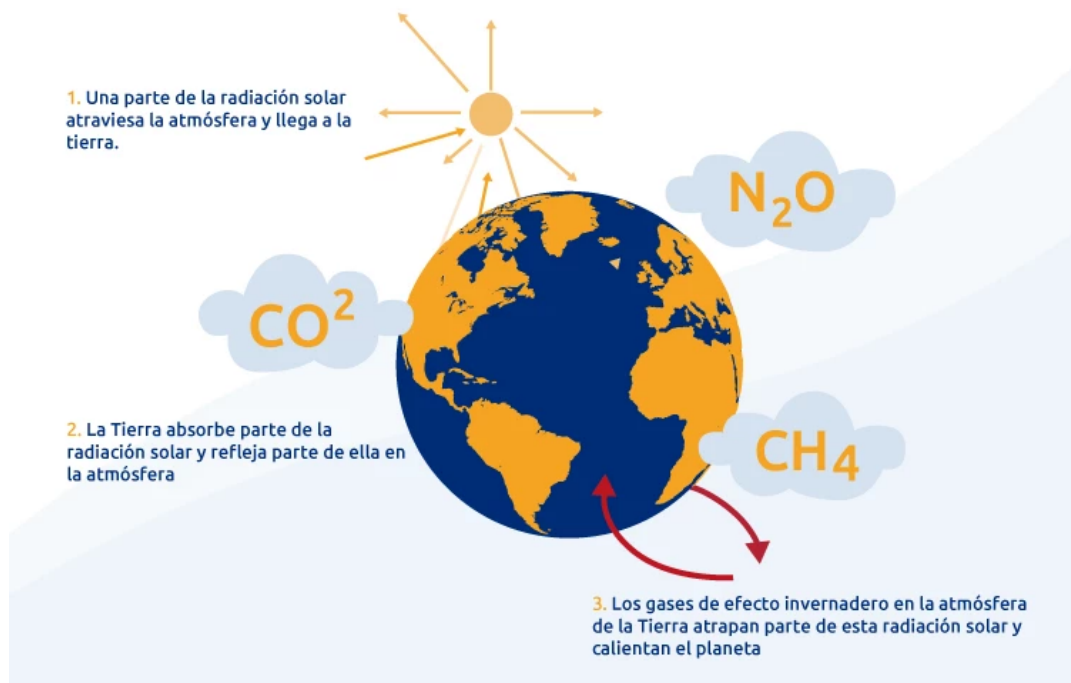 1. Una parte de la radiación solar
atraviesa la atmósfera y llega a la
tierra.
N₂O
CO²
2. La Tierra absorbe parte de la
radiación solar y refleja parte de ella en
la atmósfera
CH₄
3. Los gases de efecto invernadero en la atmósfera
de la Tierra atrapan parte de esta radiación solar y
calientan el planeta